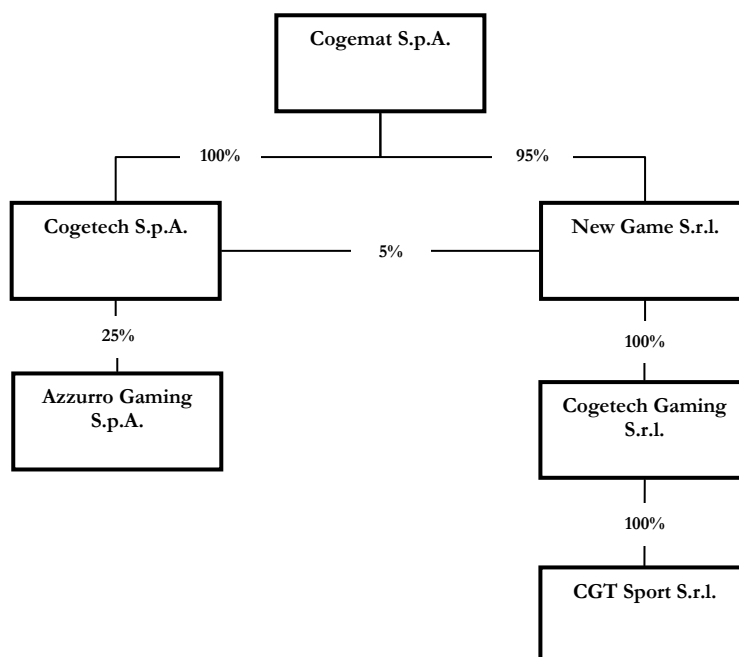 Cogemat S.p.A.
100%
95%
Cogetech S.p.A.
New Game S.r.l.
5%
25%
100%
Azzurro Gaming
S.p.A.
Cogetech Gaming
S.r.l.
100%
CGT Sport S.r.l.